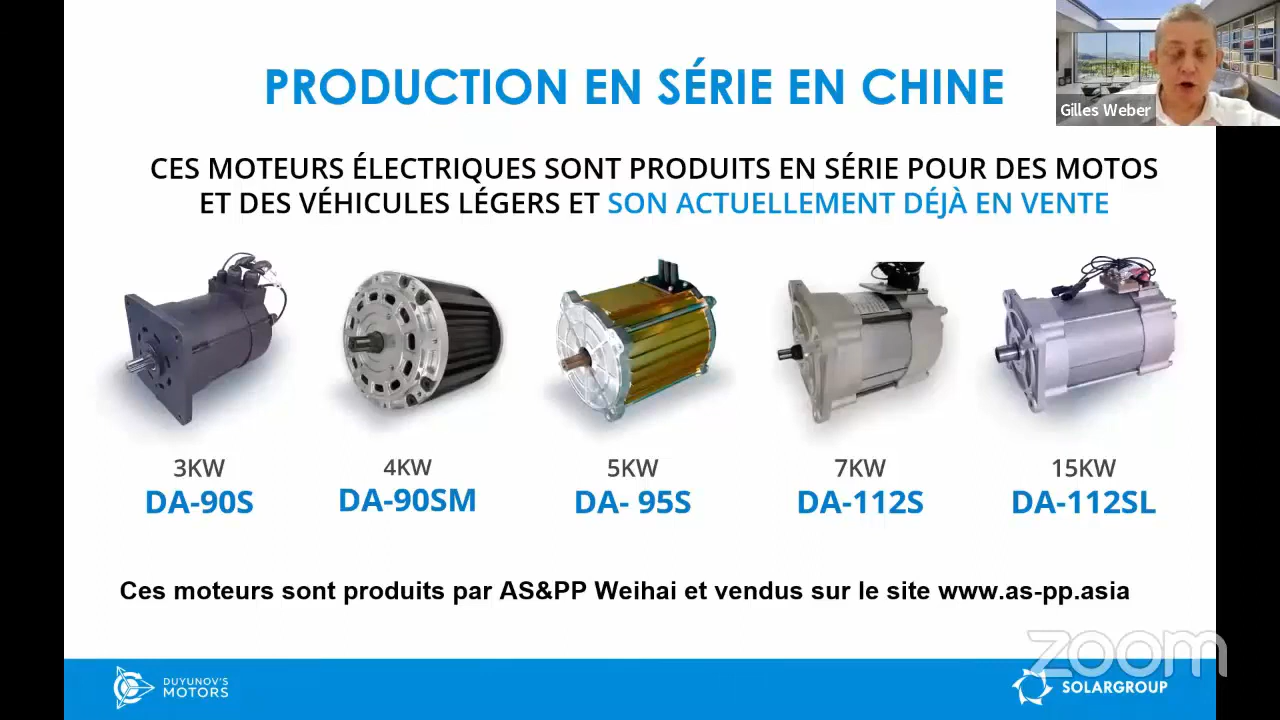 PRODUCTION EN SÉRIE EN CHINE
Gilles Weber
CES MOTEURS ÉLECTRIQUES SONT PRODUITS EN SÉRIE POUR DES MOTOS
ET DES VÉHICULES LÉGERS ET SON ACTUELLEMENT DÉJÀ EN VENTE
3KW
DA-90S
4KW
DA-90SM
5KW
DA- 95S
7KW
DA-112S
15KW
DA-112SL
Ces moteurs sont produits par AS&PP Weihai et vendus sur le site www.as-pp.asia
zoom
DUYUNOV'S
MOTORS
SOLARGROUP